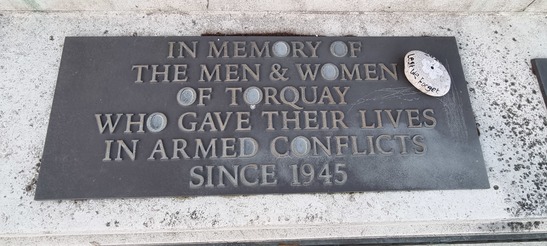 IN MEMORY OF
THE MEN & WOMEN
OF TORQUAY
WHO GAVE THEIR LIVES
IN ARMED CONFLICTS
SINCE 1945
Lest we Forget